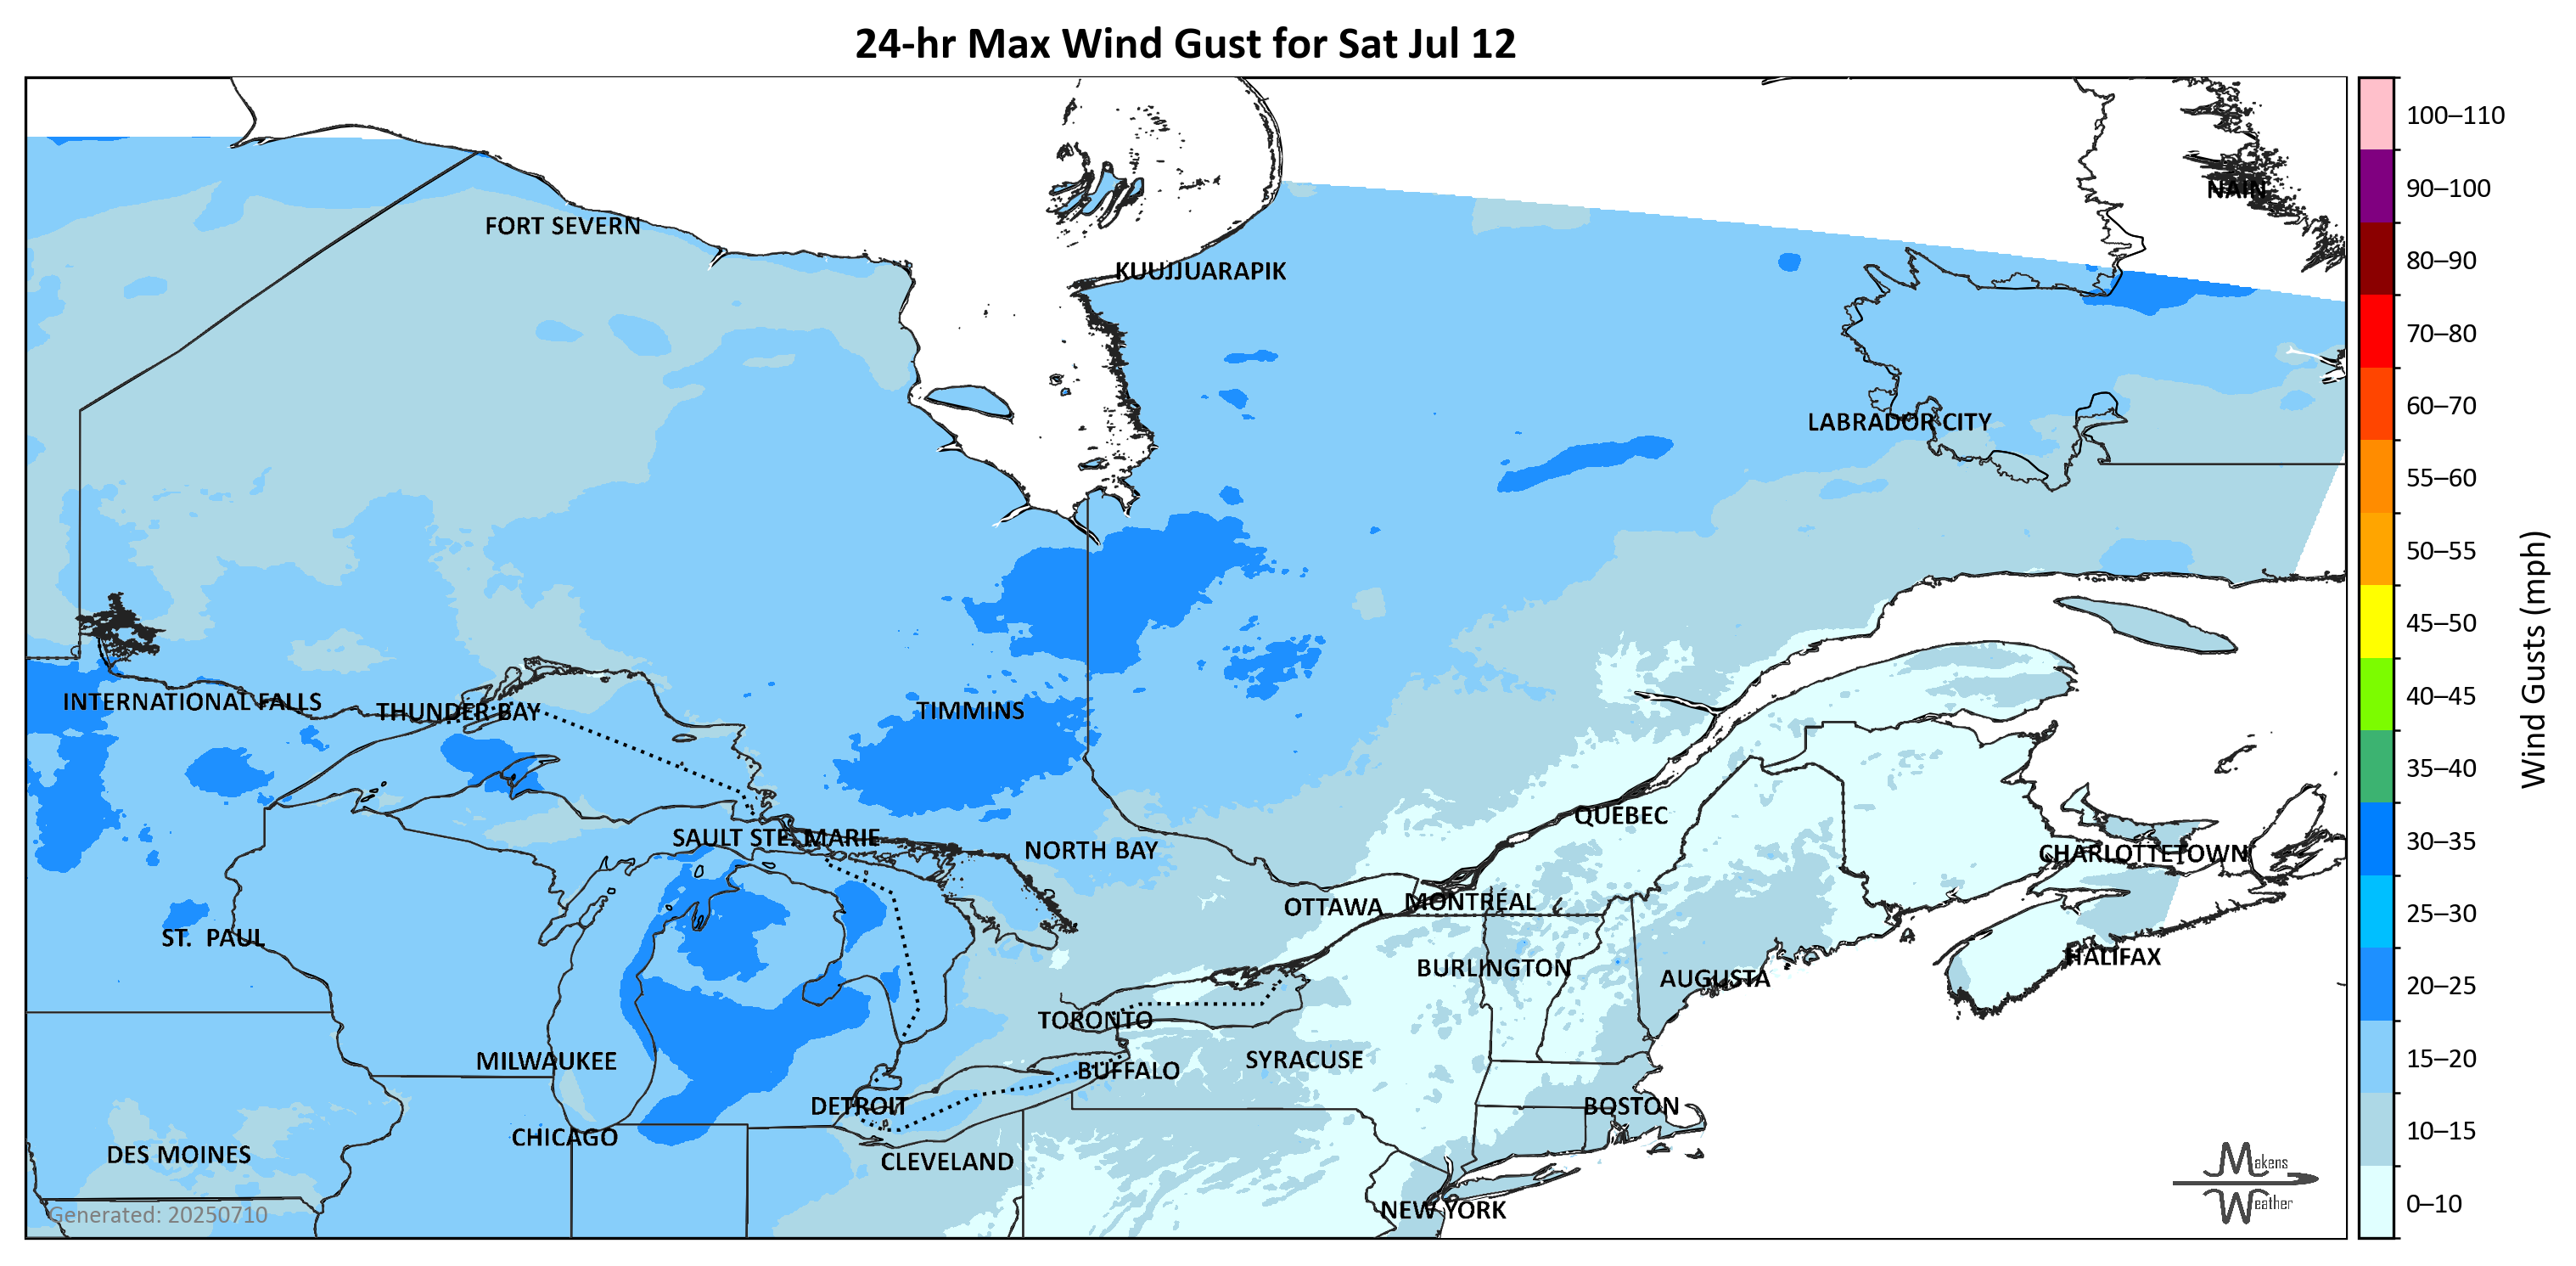 24-hr Max Wind Gust for Sat Jul 12
100–110
90–100
NAIN
FORT SEVERN
80–90
KUUJJUARAPIK
70–80
60–70
LABRADOR CITY
55–60
50–55
45–50
Wind Gusts (mph)
40–45
INTERNATIONAL FALLS
THUNDER BAY
TIMMINS
35–40
QUEBEC
SAULT STE. MARIE
30–35
NORTH BAY
CHARLOTTETOWN
OTTAWA
MONTRÉAL
25–30
ST. PAUL
HALIFAX
BURLINGTON
AUGUSTA
20–25
TORONTO
MILWAUKEE
SYRACUSE
15–20
BUFFALO
DETROIT
BOSTON
10–15
CHICAGO
DES MOINES
CLEVELAND
Makens
Weather
NEW YORK
0–10
Generated: 20250710